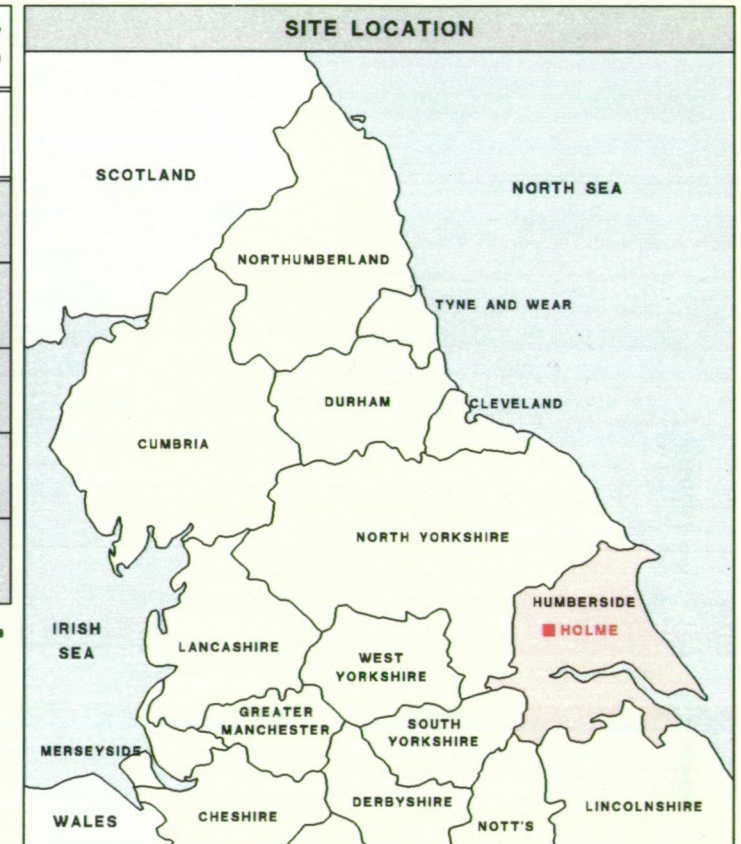 SITE LOCATION
SCOTLAND
NORTH SEA
NORTHUMBERLAND
TYNE AND WEAR
DURHAM
CLEVELAND
CUMBRIA
NORTH YORKSHIRE
HUMBERSIDE
HOLME
IRISH
SEA
LANCASHIRE
WEST
YORKSHIRE
GREATER
MANCHESTER
SOUTH
YORKSHIRE
MERSEYSIDE
WALES
CHESHIRE
DERBYSHIRE
NOTT'S
LINCOLNSHIRE